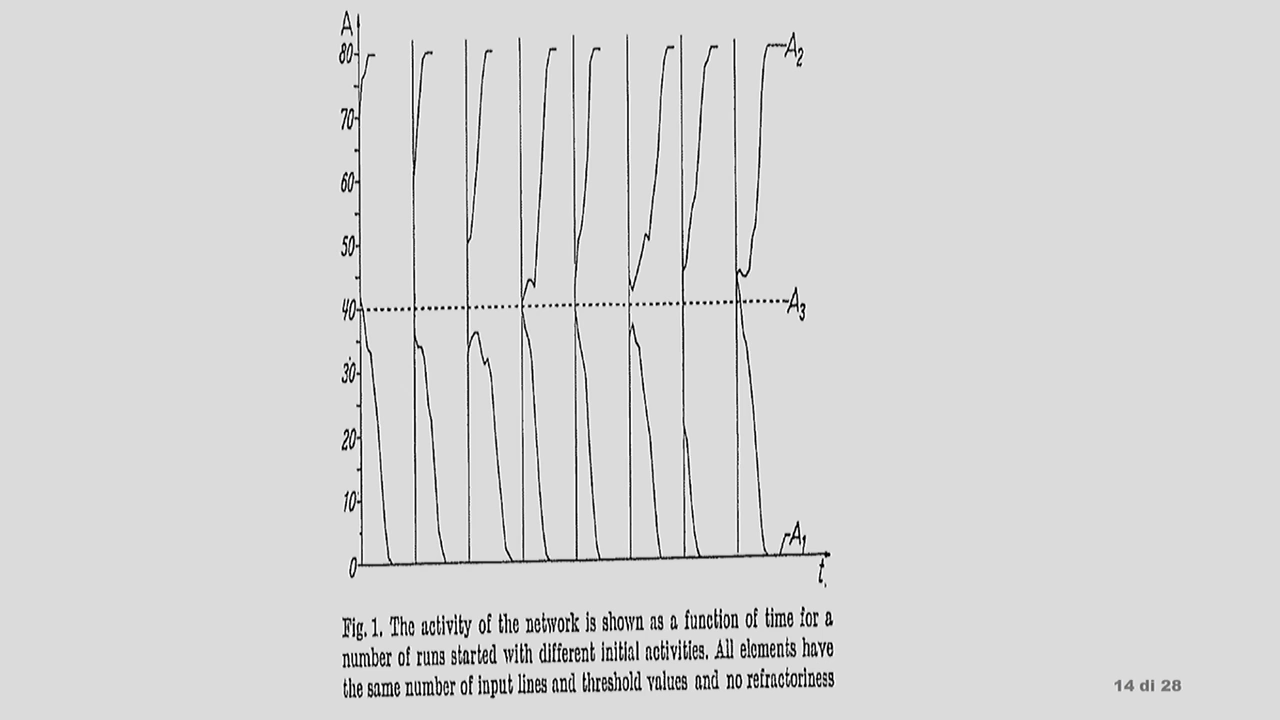 A
80
A₂
70
60
50
40
A₃
30
20
10
A₁
0
t
Fig. 1. The activity of the network is shown as a function of time for a
number of runs started with different initial activities. All elements have
the same number of input lines and threshold values and no refractoriness
14 di 28